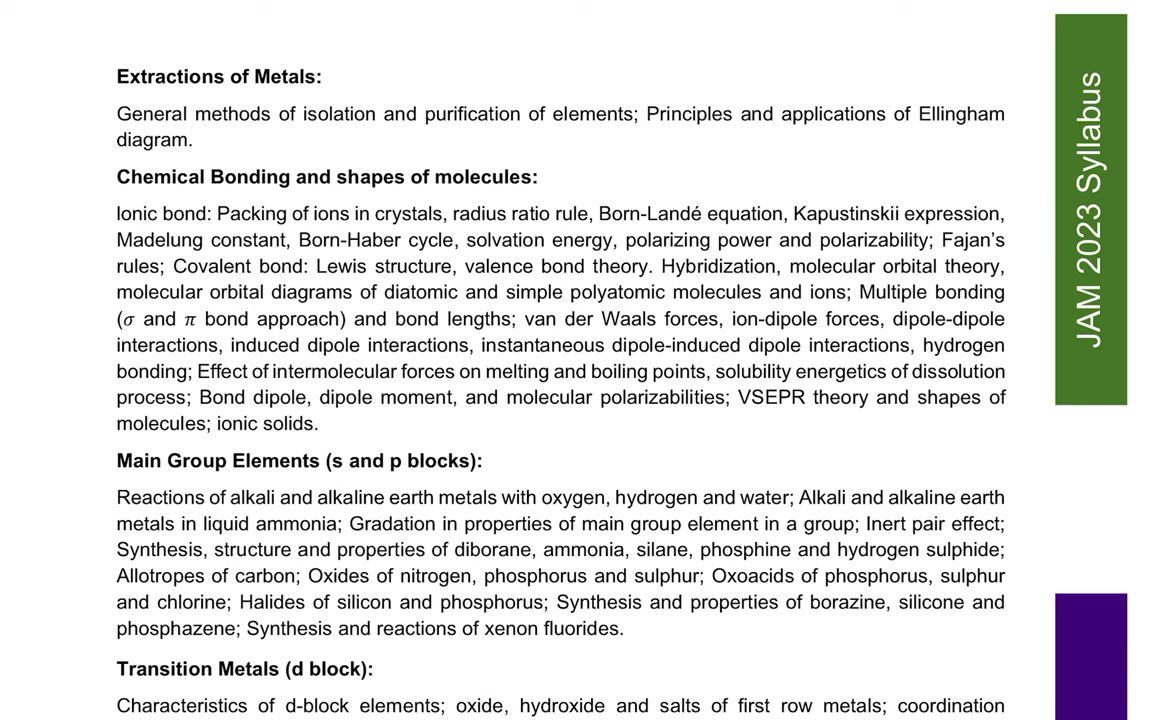 Extractions of Metals:
General methods of isolation and purification of elements; Principles and applications of Ellingham
diagram.
Chemical Bonding and shapes of molecules:
Ionic bond: Packing of ions in crystals, radius ratio rule, Born-Landé equation, Kapustinskii expression,
Madelung constant, Born-Haber cycle, solvation energy, polarizing power and polarizability; Fajan’s
rules; Covalent bond: Lewis structure, valence bond theory. Hybridization, molecular orbital theory,
molecular orbital diagrams of diatomic and simple polyatomic molecules and ions; Multiple bonding
(σ and π bond approach) and bond lengths; van der Waals forces, ion-dipole forces, dipole-dipole
interactions, induced dipole interactions, instantaneous dipole-induced dipole interactions, hydrogen
bonding; Effect of intermolecular forces on melting and boiling points, solubility energetics of dissolution
process; Bond dipole, dipole moment, and molecular polarizabilities; VSEPR theory and shapes of
molecules; ionic solids.
Main Group Elements (s and p blocks):
Reactions of alkali and alkaline earth metals with oxygen, hydrogen and water; Alkali and alkaline earth
metals in liquid ammonia; Gradation in properties of main group element in a group; Inert pair effect;
Synthesis, structure and properties of diborane, ammonia, silane, phosphine and hydrogen sulphide;
Allotropes of carbon; Oxides of nitrogen, phosphorus and sulphur; Oxoacids of phosphorus, sulphur
and chlorine; Halides of silicon and phosphorus; Synthesis and properties of borazine, silicone and
phosphazene; Synthesis and reactions of xenon fluorides.
Transition Metals (d block):
Characteristics of d-block elements; oxide, hydroxide and salts of first row metals; coordination
JAM 2023 Syllabus